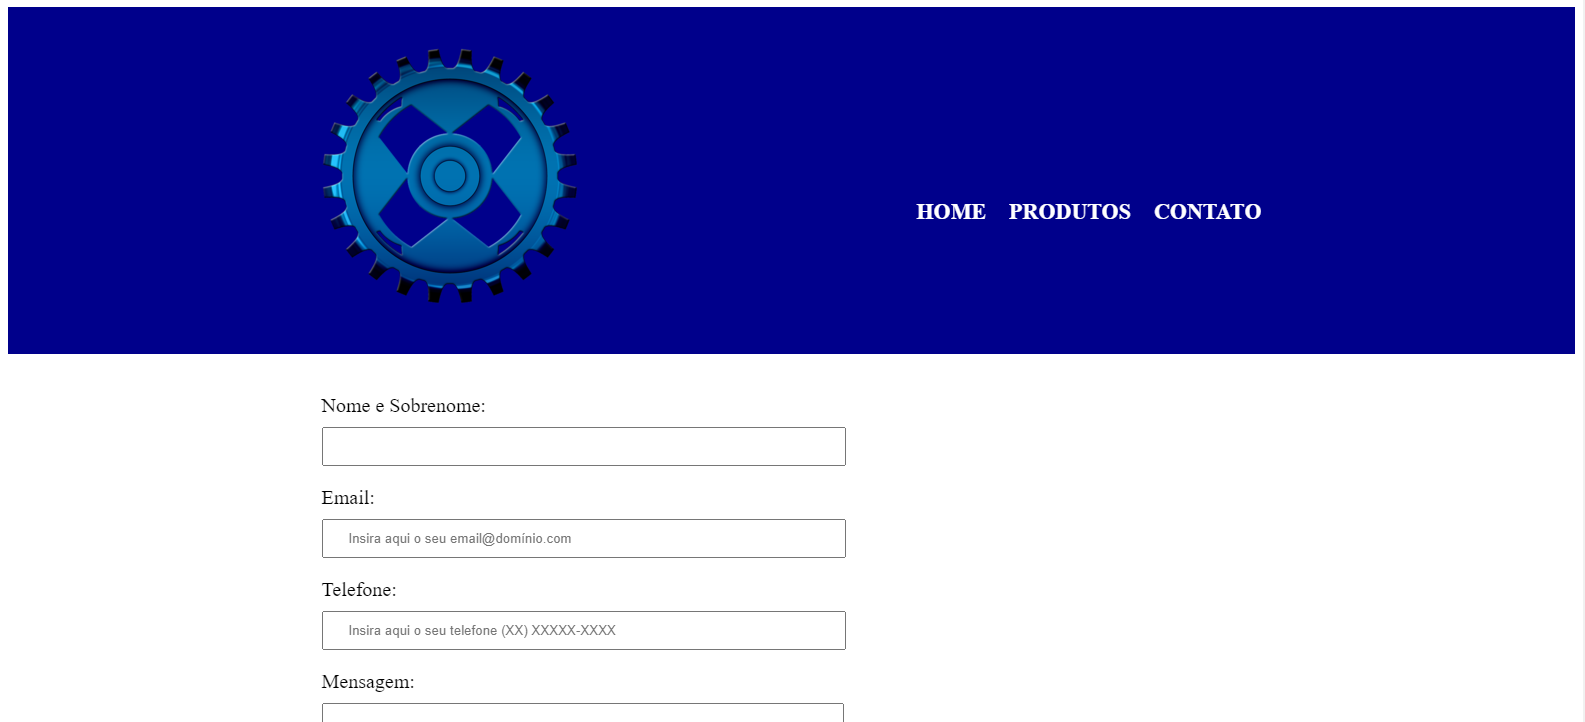 HOME PRODUTOS CONTATO
Nome e Sobrenome:
Email:
Insira aqui o seu email@domínio.com
Telefone:
Insira aqui o seu telefone (XX) XXXXX-XXXX
Mensagem: